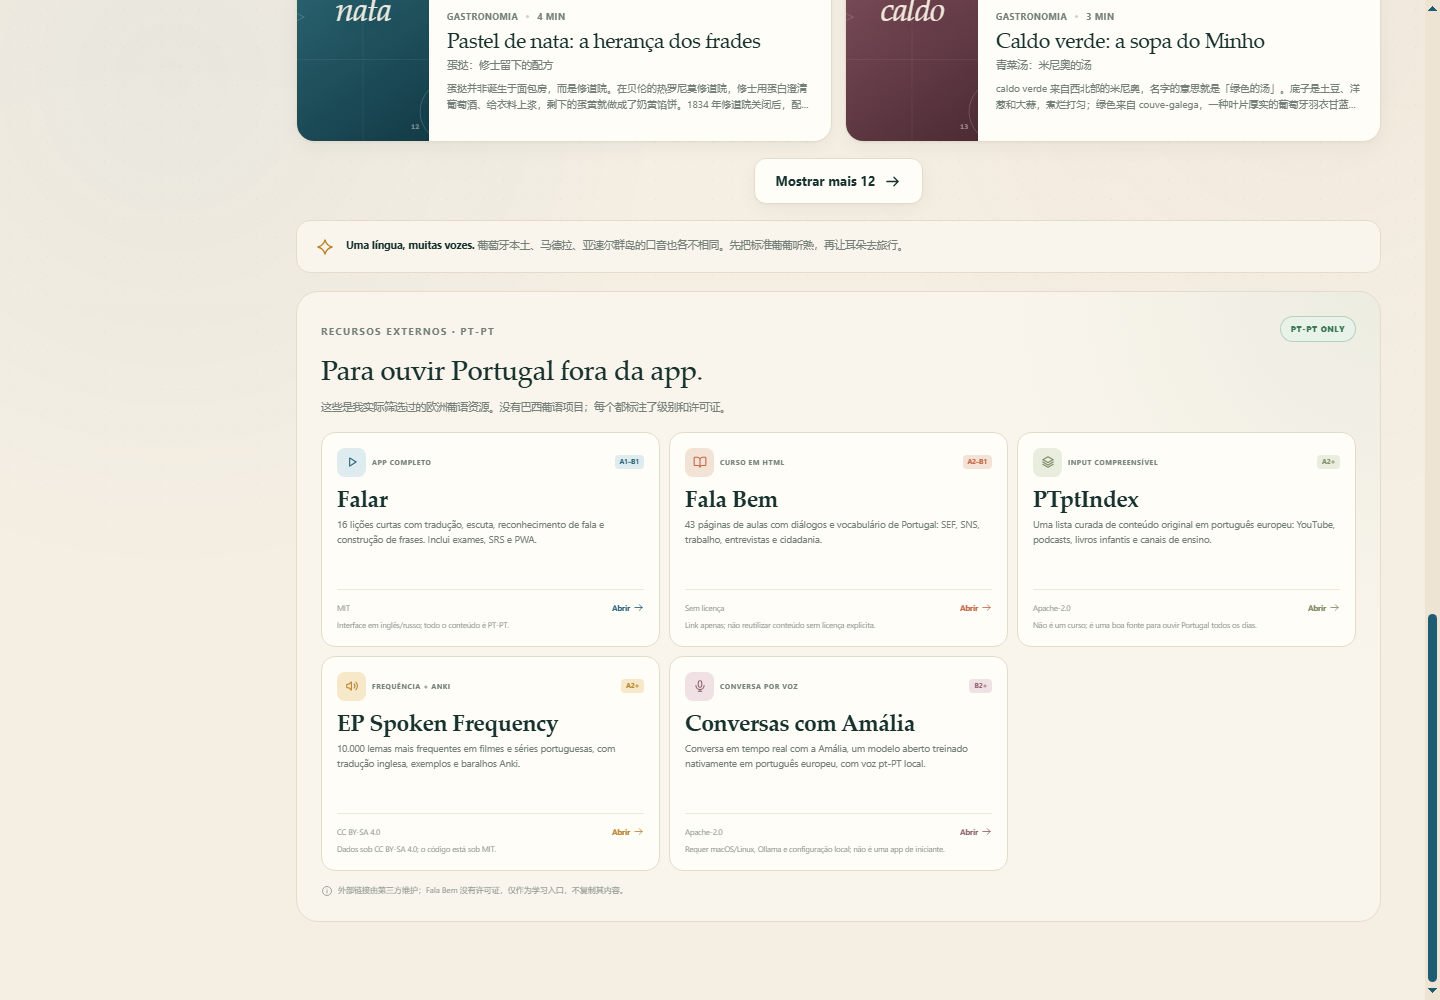 nata
12
GASTRONOMIA • 4 MIN
Pastel de nata: a herança dos frades
蛋挞：修士留下的配方
蛋挞并非诞生于面包房，而是修道院。在贝伦的热罗尼莫修道院，修士用蛋白澄清
葡萄酒、给衣料上浆，剩下的蛋黄就做成了奶黄馅饼。1834 年修道院关闭后，配...
caldo
13
GASTRONOMIA • 3 MIN
Caldo verde: a sopa do Minho
青菜汤：米尼奥的汤
caldo verde 来自西北部的米尼奥，名字的意思就是「绿色的汤」。底子是土豆、洋
葱和大蒜，煮烂打匀；绿色来自 couve-galega，一种叶片厚实的葡萄牙羽衣甘蓝...
Mostrar mais 12 →
Uma língua, muitas vozes. 葡萄牙本土、马德拉、亚速尔群岛的口音也各不相同。先把标准葡葡听熟，再让耳朵去旅行。
RECURSOS EXTERNOS · PT-PT
PT-PT ONLY
Para ouvir Portugal fora da app.
这些是我实际筛选过的欧洲葡语资源。没有巴西葡语项目；每个都标注了级别和许可证。
APP COMPLETO
A1–B1
Falar
16 lições curtas com tradução, escuta, reconhecimento de fala e
construção de frases. Inclui exames, SRS e PWA.
MIT
Abrir →
Interface em inglês/russo; todo o conteúdo é PT-PT.
CURSO EM HTML
A2–B1
Fala Bem
43 páginas de aulas com diálogos e vocabulário de Portugal: SEF, SNS,
trabalho, entrevistas e cidadania.
Sem licença
Abrir →
Link apenas; não reutilizar conteúdo sem licença explícita.
INPUT COMPREENSÍVEL
A2+
PTptIndex
Uma lista curada de conteúdo original em português europeu: YouTube,
podcasts, livros infantis e canais de ensino.
Apache-2.0
Abrir →
Não é um curso; é uma boa fonte para ouvir Portugal todos os dias.
FREQUÊNCIA + ANKI
A2+
EP Spoken Frequency
10.000 lemas mais frequentes em filmes e séries portuguesas, com
tradução inglesa, exemplos e baralhos Anki.
CC BY-SA 4.0
Abrir →
Dados sob CC BY-SA 4.0; o código está sob MIT.
CONVERSA POR VOZ
B2+
Conversas com Amália
Conversa em tempo real com a Amália, um modelo aberto treinado
nativamente em português europeu, com voz pt-PT local.
Apache-2.0
Abrir →
Requer macOS/Linux, Ollama e configuração local; não é uma app de iniciante.
外部链接由第三方维护；Fala Bem 没有许可证，仅作为学习入口，不复制其内容。